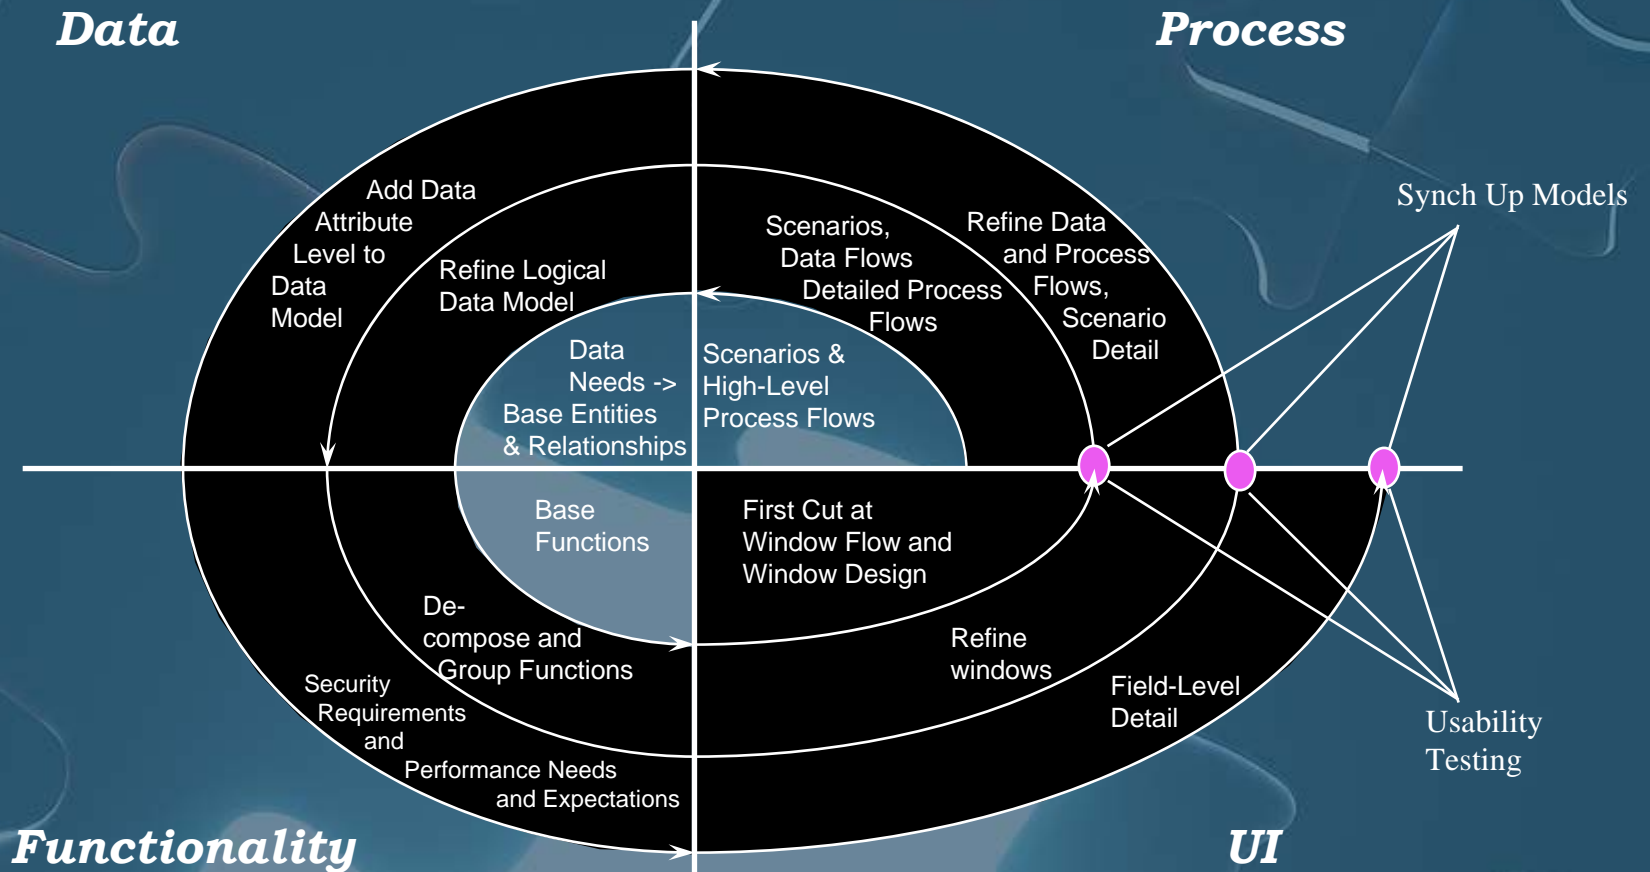 Data
Process
Add Data
Attribute
Level to
Data
Model
Refine Logical
Data Model
Data
Needs ->
Base Entities
& Relationships
Scenarios,
Data Flows
Detailed Process
Flows
Refine Data
and Process
Flows,
Scenario
Detail
Scenarios &
High-Level
Process Flows
Synch Up Models
Base
Functions
De-
compose and
Group Functions
Security
Requirements
and
Performance Needs
and Expectations
First Cut at
Window Flow and
Window Design
Refine
windows
Field-Level
Detail
Usability
Testing
Functionality
UI